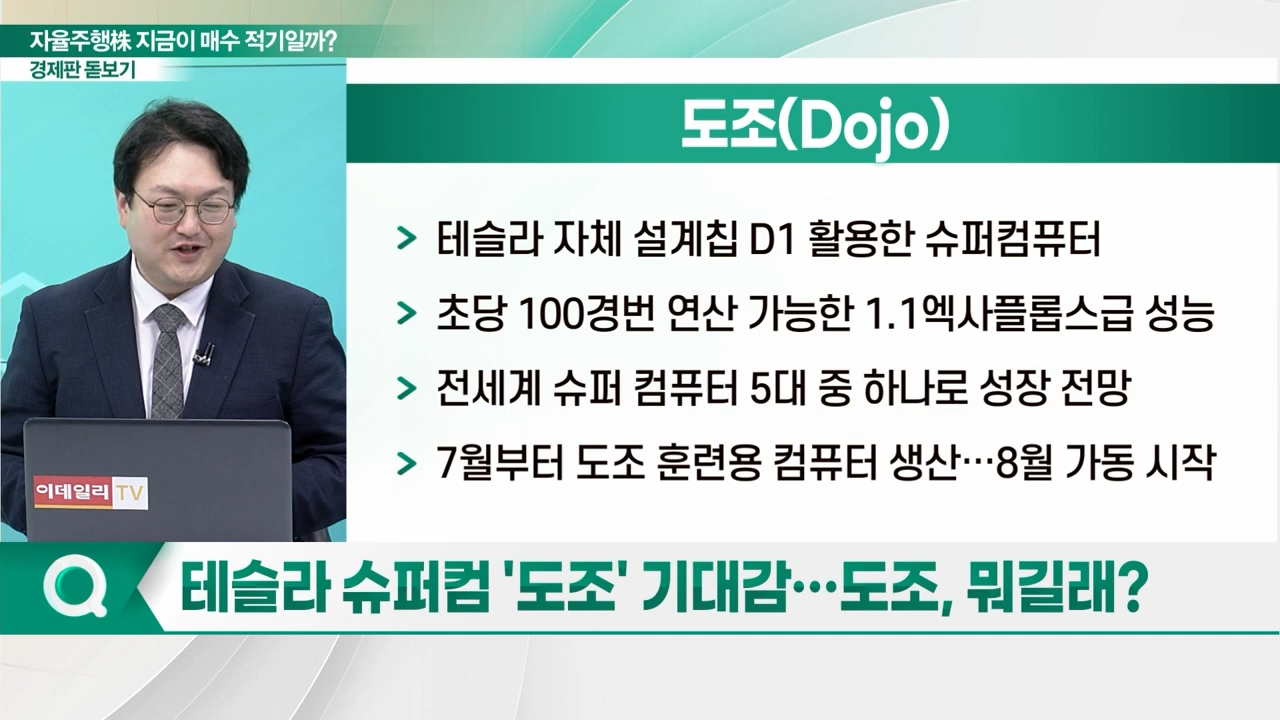 자율주행株 지금이 매수 적기일까?
경제판 돋보기
도조(Dojo)
> 테슬라 자체 설계칩 D1 활용한 슈퍼컴퓨터
> 초당 100경번 연산 가능한 1.1엑사플롭스급 성능
> 전세계 슈퍼 컴퓨터 5대 중 하나로 성장 전망
> 7월부터 도조 훈련용 컴퓨터 생산…8월 가동 시작
이데일리 TV
Q 테슬라 슈퍼컴 '도조' 기대감…도조, 뭐길래?